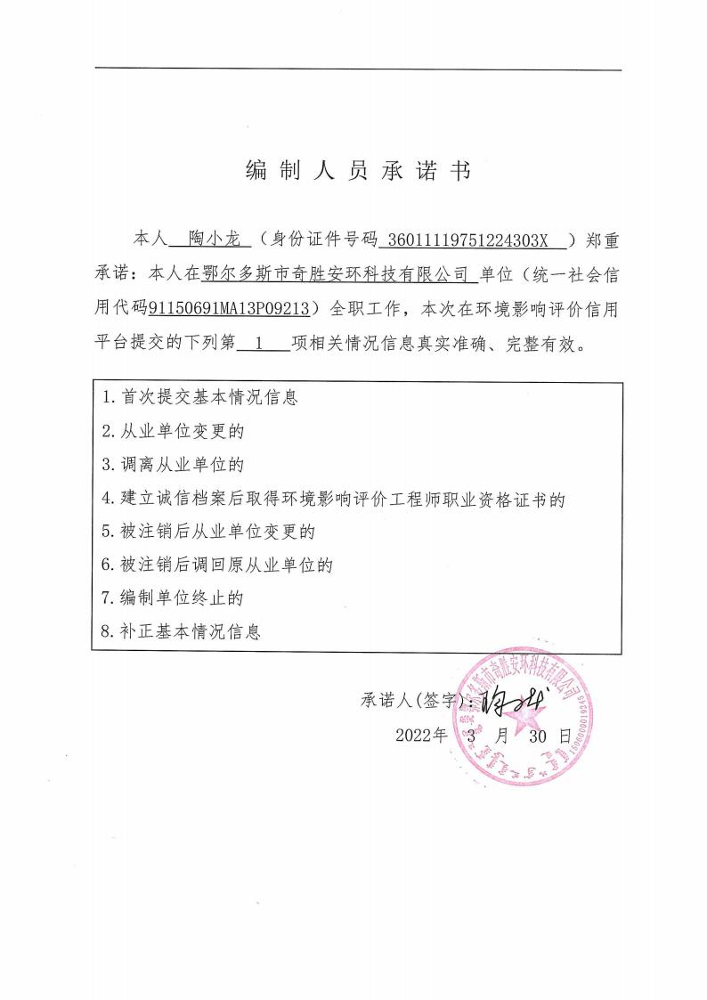 编制人员承诺书
本人 陶小龙 （身份证件号码 36011119751224303X ）郑重
承诺：本人在鄂尔多斯市奇胜安环科技有限公司 单位（统一社会信
用代码91150691MA13P09213）全职工作，本次在环境影响评价信用
平台提交的下列第 1 项相关情况信息真实准确、完整有效。
1.首次提交基本情况信息
2.从业单位变更的
3.调离从业单位的
4.建立诚信档案后取得环境影响评价工程师职业资格证书的
5.被注销后从业单位变更的
6.被注销后调回原从业单位的
7.编制单位终止的
8.补正基本情况信息
鄂尔多斯市奇胜安环科技有限公司
承诺人(签字):陶小龙
2022年 3 月 30 日